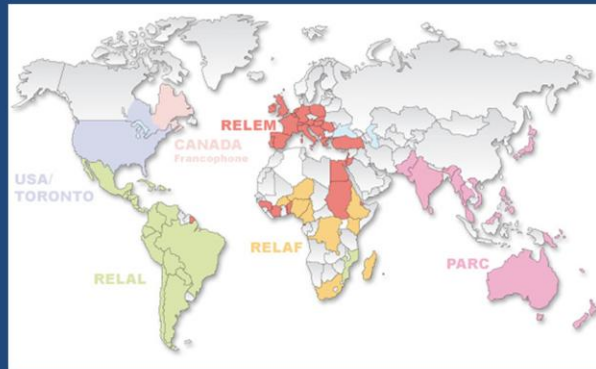 RELEM
CANADA
Francophone
USA/
TORONTO
RELAF
RELAL
PARC